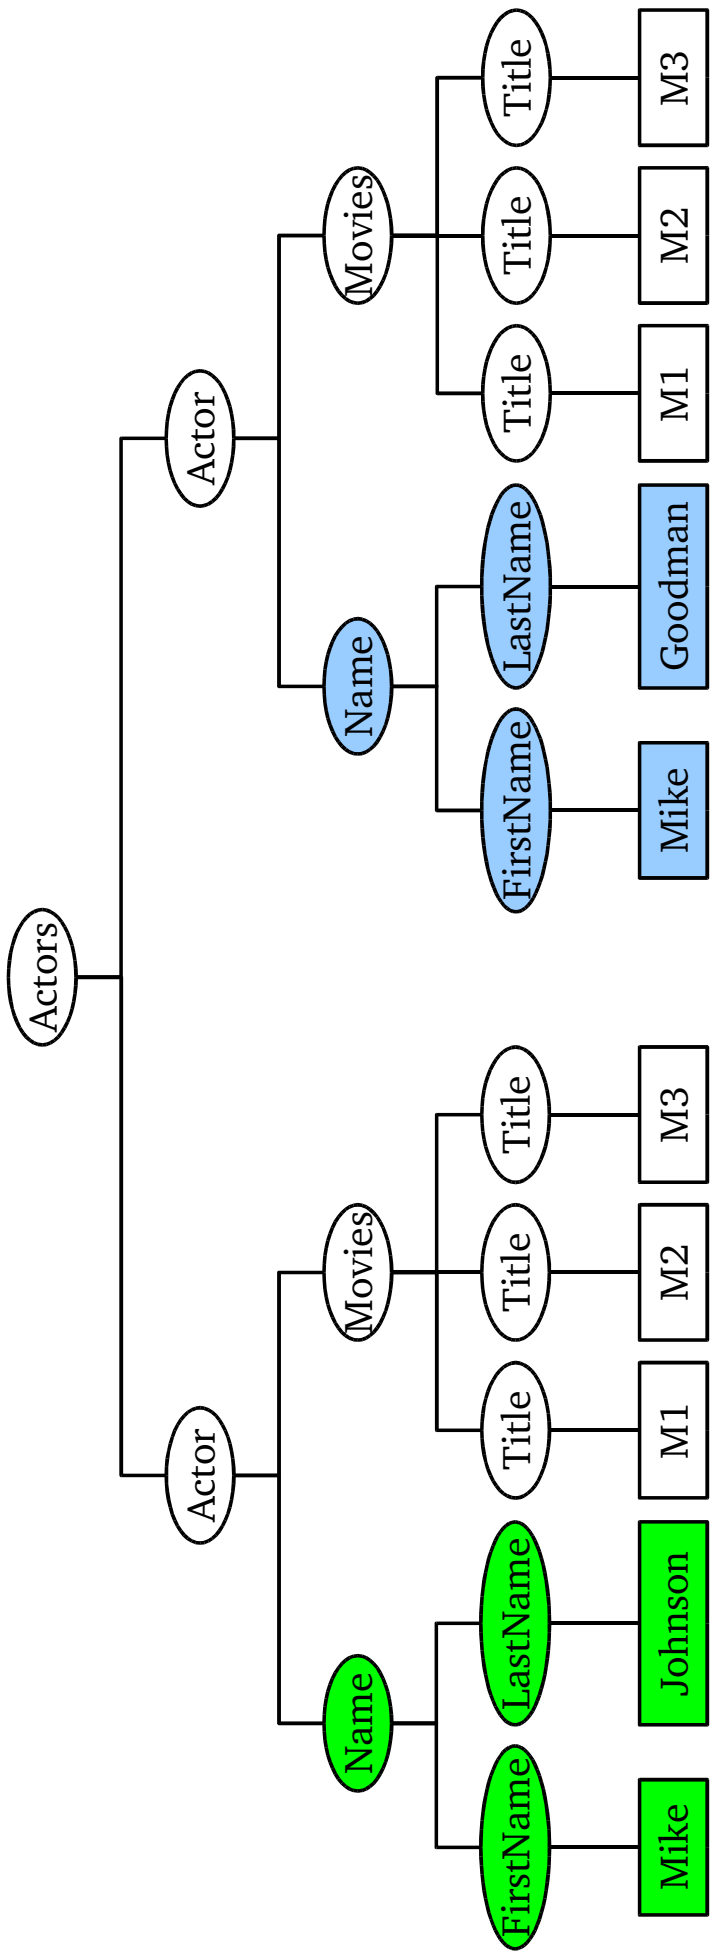 Actors
Actor
Actor
Name
Movies
Name
Movies
FirstName
LastName
Title
Title
Title
FirstName
LastName
Title
Title
Title
Mike
Johnson
M1
M2
M3
Mike
Goodman
M1
M2
M3